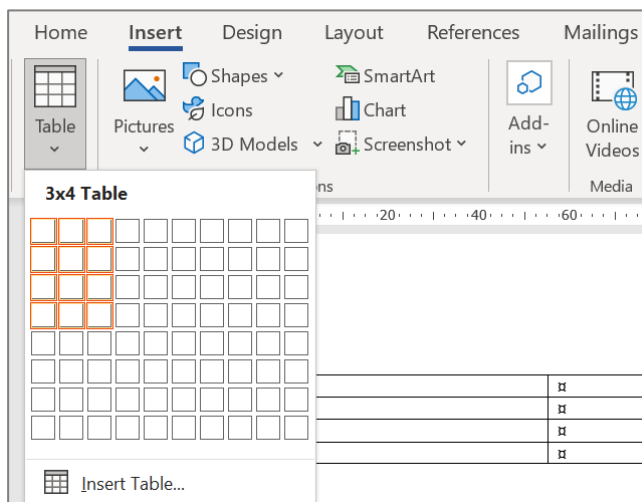 Home Insert Design Layout References Mailings
Table
Pictures
Shapes
Icons
3D Models
SmartArt
Chart
Screenshot
Add-
ins
Online
Videos
ns
Media
3x4 Table
20 40 60
¤
¤
¤
¤
Insert Table...